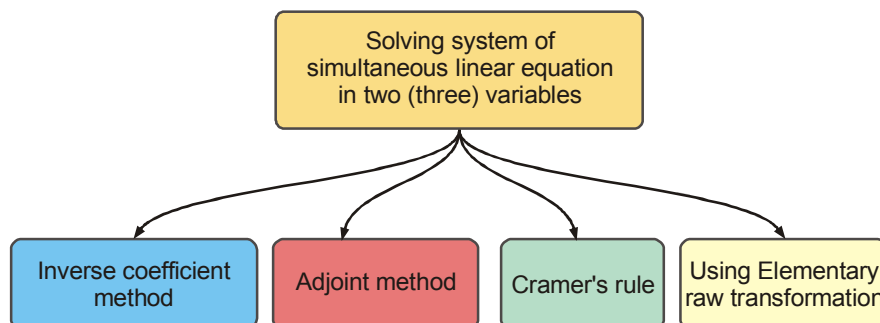 Solving system of
simultaneous linear equation
in two (three) variables
Inverse coefficient
method
Adjoint method
Cramer's rule
Using Elementary
raw transformation